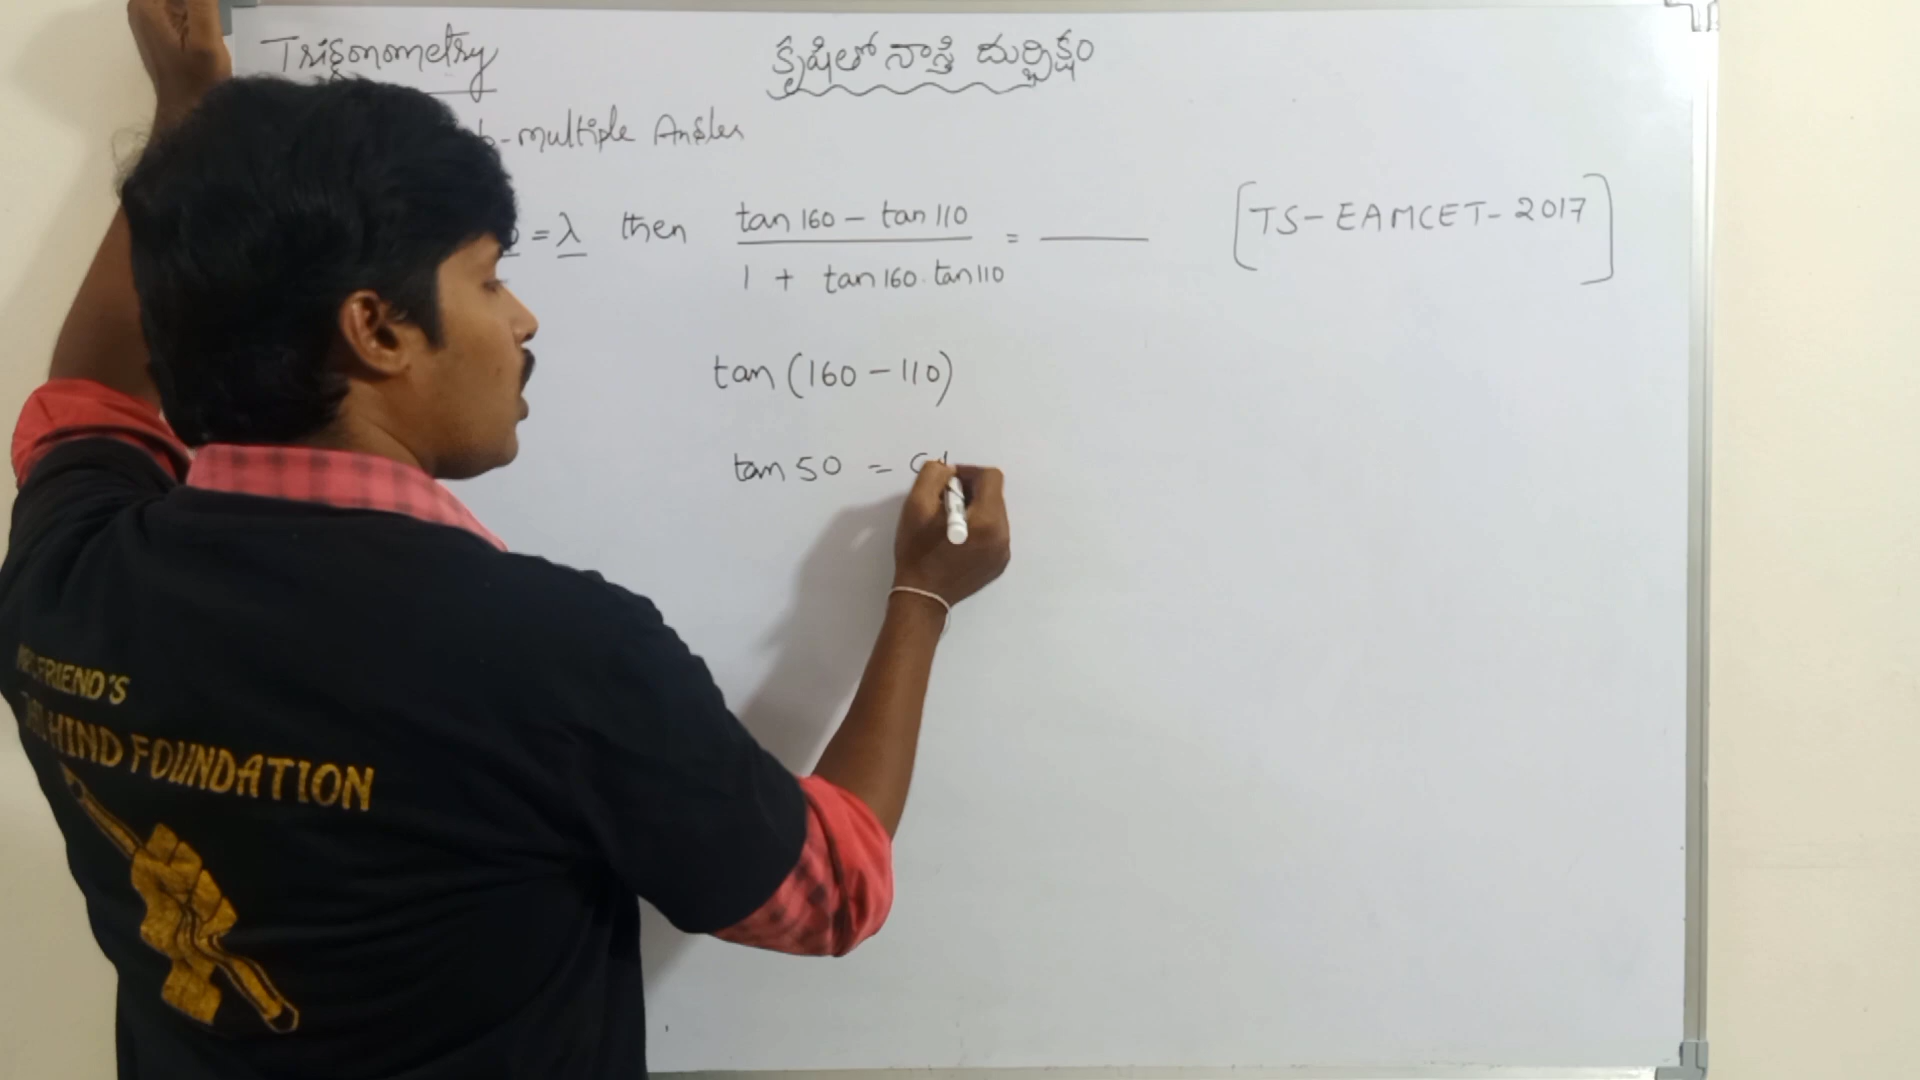 Trigonometry
కృషితో నాస్తి దుర్భిక్షం
-multiple Angles
= λ then tan 160 - tan 110 / 1 + tan 160 . tan 110 = ______ [TS-EAMCET-2017]
tan (160 - 110)
tan 50 =
FRIEND'S
HIND FOUNDATION